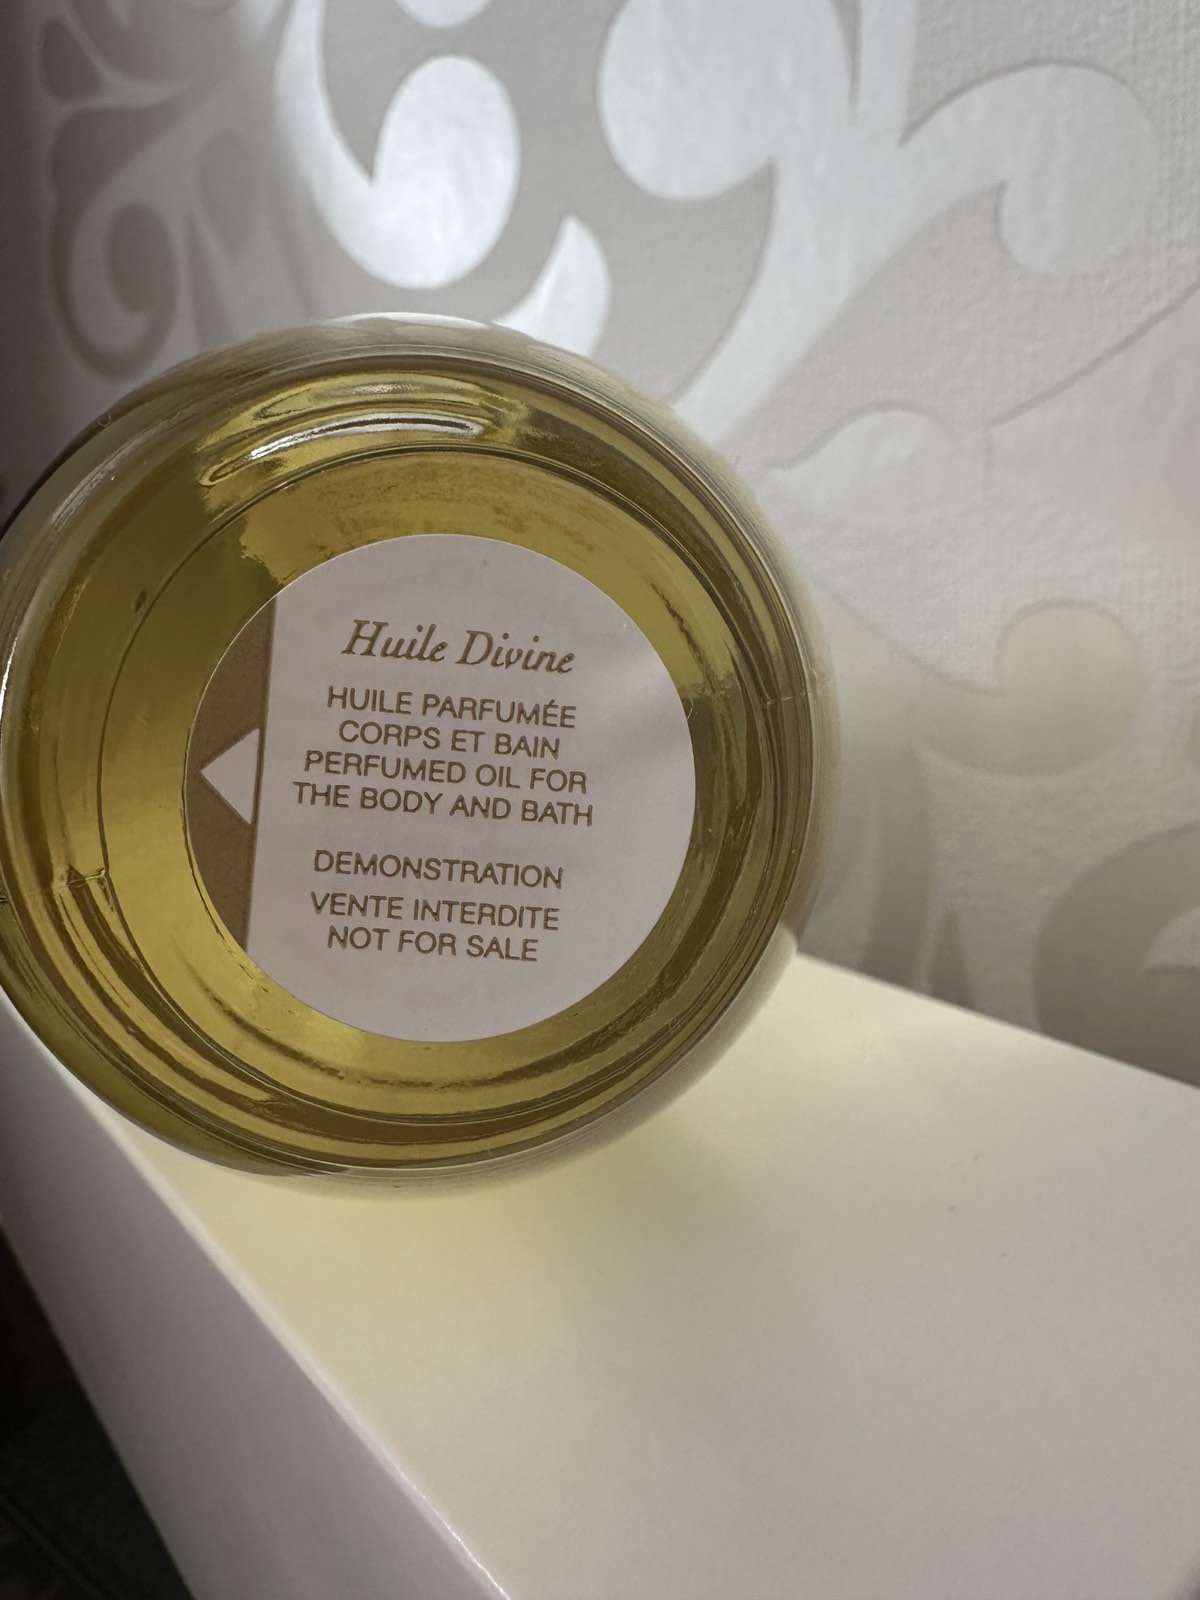 Huile Divine
HUILE PARFUMÉE
CORPS ET BAIN
PERFUMED OIL FOR
THE BODY AND BATH
DEMONSTRATION
VENTE INTERDITE
NOT FOR SALE